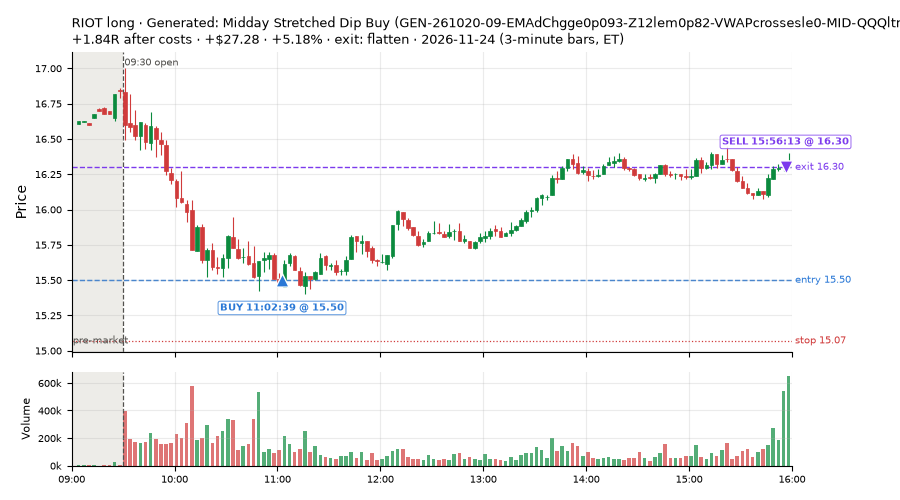 RIOT long · Generated: Midday Stretched Dip Buy (GEN-261020-09-EMAdChgge0p093-Z12lem0p82-VWAPcrossesle0-MID-QQQltr
+1.84R after costs · +$27.28 · +5.18% · exit: flatten · 2026-11-24 (3-minute bars, ET)
09:30 open
17.00
16.75
SELL 15:56:13 @ 16.30
16.50
exit 16.30
16.25
Price
16.00
15.75
entry 15.50
15.50
BUY 11:02:39 @ 15.50
15.25
pre-market
stop 15.07
15.00
Volume
600k
400k
200k
0k
09:00 10:00 11:00 12:00 13:00 14:00 15:00 16:00